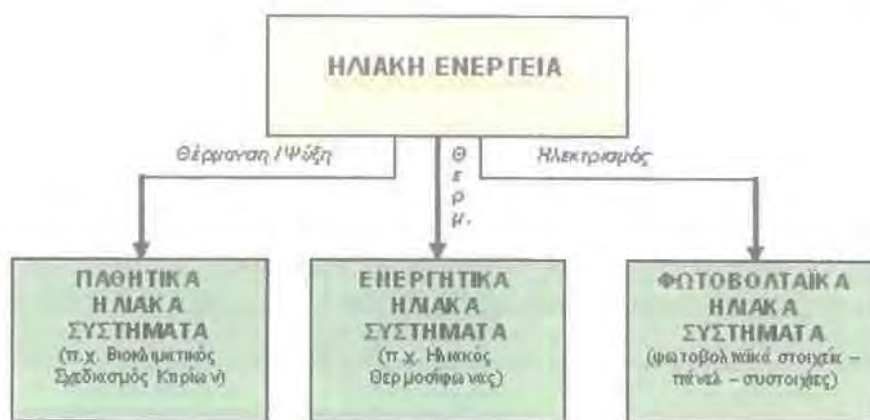 ΗΛΙΑΚΗ ΕΝΕΡΓΕΙΑ
Θέρμανση / Ψύξη
Θερμ.
Ηλεκτρισμός
ΠΑΘΗΤΙΚΑ
ΗΛΙΑΚΑ
ΣΥΣΤΗΜΑΤΑ
(π.χ. Βιοκλιματικός
Σχεδιασμός Κτιρίων)
ΕΝΕΡΓΗΤΙΚΑ
ΗΛΙΑΚΑ
ΣΥΣΤΗΜΑΤΑ
(π.χ. Ηλιακός
Θερμοσίφωνας)
ΦΩΤΟΒΟΛΤΑΪΚΑ
ΗΛΙΑΚΑ
ΣΥΣΤΗΜΑΤΑ
(φωτοβολταϊκά στοιχεία –
πάνελ – συστοιχίες)